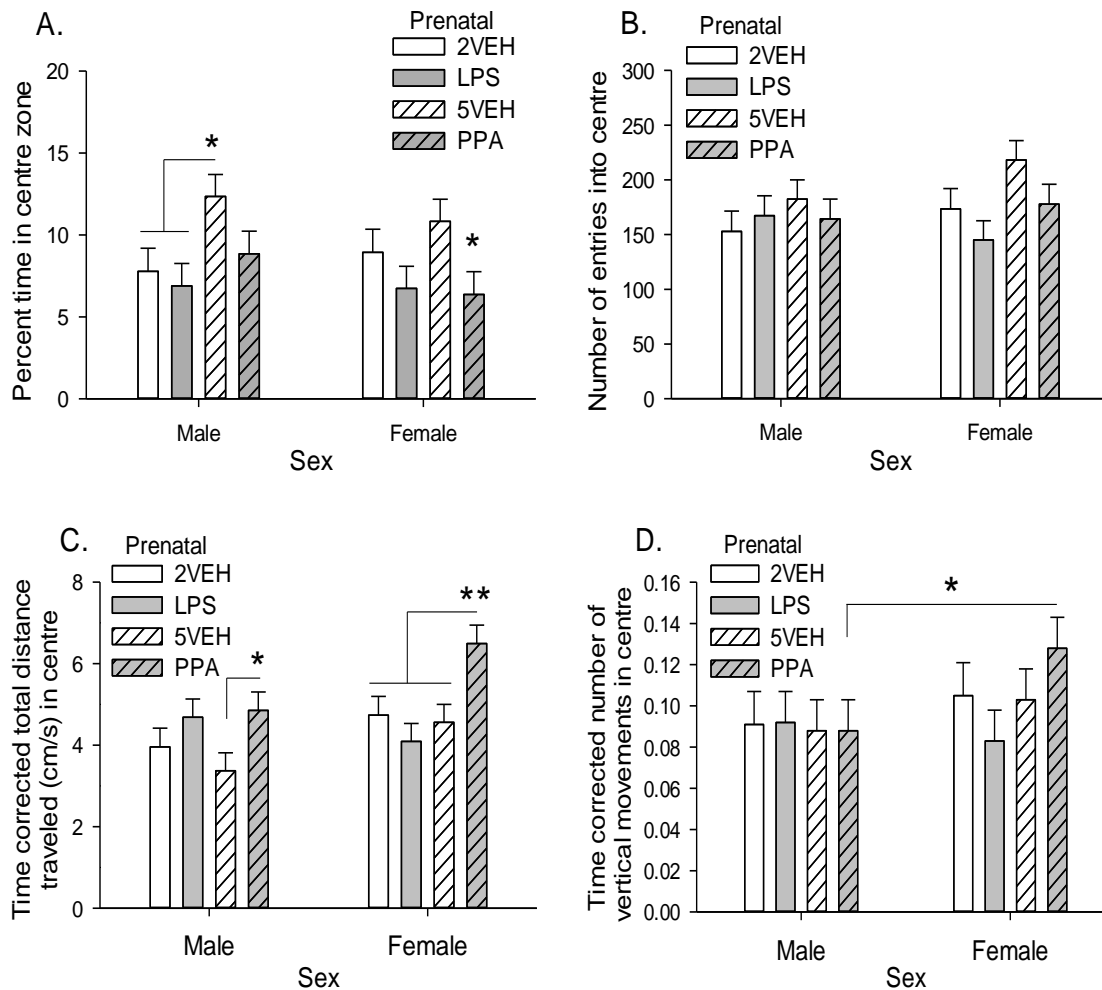 A.
Prenatal
2VEH
LPS
5VEH
PPA
20
15
10
5
0
*
*
Percent time in centre zone
Male
Female
Sex
B.
Prenatal
2VEH
LPS
5VEH
PPA
300
250
200
150
100
50
0
Number of entries into centre
Male
Female
Sex
C.
Prenatal
2VEH
LPS
5VEH
PPA
8
6
4
2
0
*
**
Time corrected total distance
traveled (cm/s) in centre
Male
Female
Sex
D.
Prenatal
2VEH
LPS
5VEH
PPA
0.16
0.14
0.12
0.10
0.08
0.06
0.04
0.02
0.00
*
Time corrected number of
vertical movements in centre
Male
Female
Sex